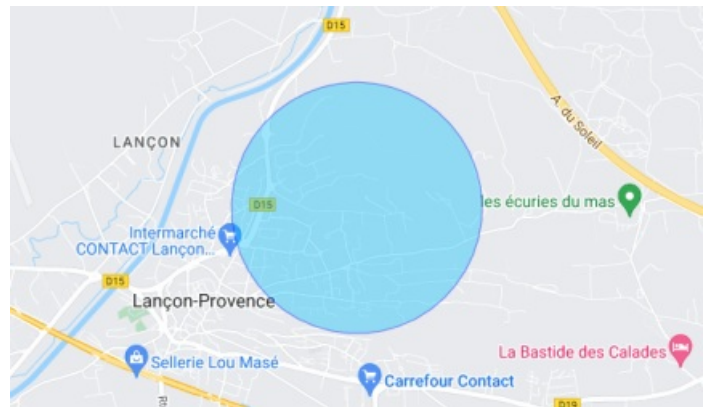 D15
A. du Soleil
LANÇON
les écuries du mas
D15
Intermarché
CONTACT Lançon...
D15
Lançon-Provence
La Bastide des Calades
Sellerie Lou Masé
Carrefour Contact
D19